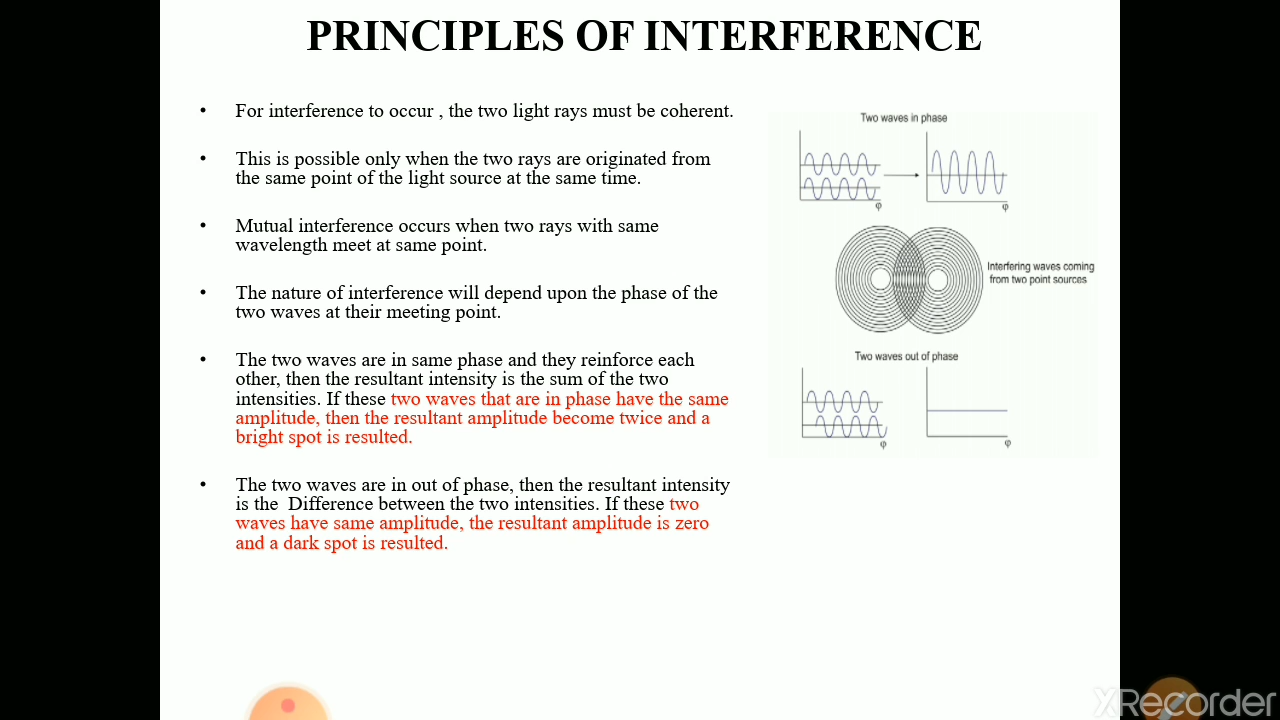 PRINCIPLES OF INTERFERENCE
• For interference to occur , the two light rays must be coherent.
• This is possible only when the two rays are originated from
the same point of the light source at the same time.
• Mutual interference occurs when two rays with same
wavelength meet at same point.
• The nature of interference will depend upon the phase of the
two waves at their meeting point.
• The two waves are in same phase and they reinforce each
other, then the resultant intensity is the sum of the two
intensities. If these two waves that are in phase have the same
amplitude, then the resultant amplitude become twice and a
bright spot is resulted.
• The two waves are in out of phase, then the resultant intensity
is the  Difference between the two intensities. If these two
waves have same amplitude, the resultant amplitude is zero
and a dark spot is resulted.
Two waves in phase
φ
φ
Interfering waves coming
from two point sources
Two waves out of phase
φ
φ
XRecorder